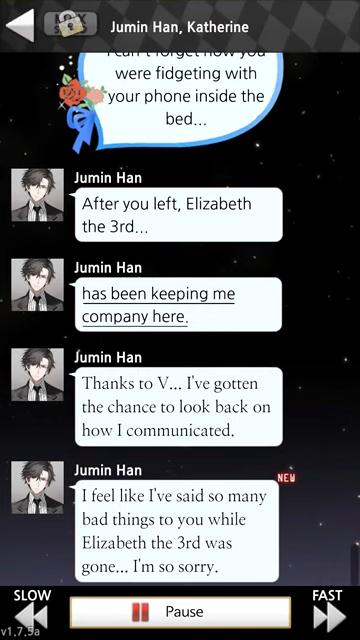 Jumin Han, Katherine
I can't forget how you
were fidgeting with
your phone inside the
bed...
Jumin Han
After you left, Elizabeth
the 3rd...
Jumin Han
has been keeping me
company here.
Jumin Han
Thanks to V... I've gotten
the chance to look back on
how I communicated.
Jumin Han
NEW
I feel like I've said so many
bad things to you while
Elizabeth the 3rd was
gone... I'm so sorry.
SLOW
Pause
FAST
v1.7.5a